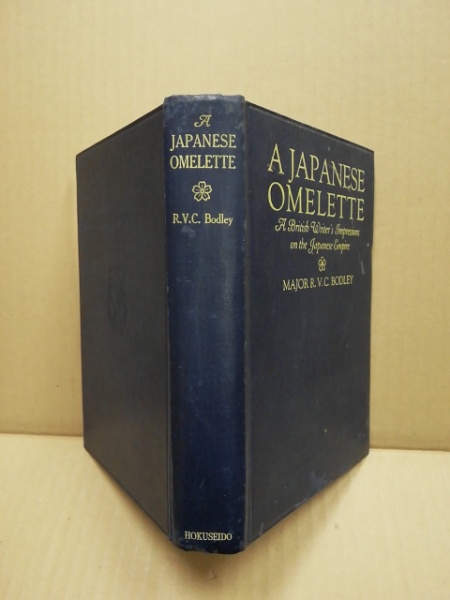 A
JAPANESE
OMELETTE
R.V.C. Bodley
HOKUSEIDO
A JAPANESE
OMELETTE
A British Writer's Impressions
on the Japanese Empire
MAJOR R.V.C. BODLEY